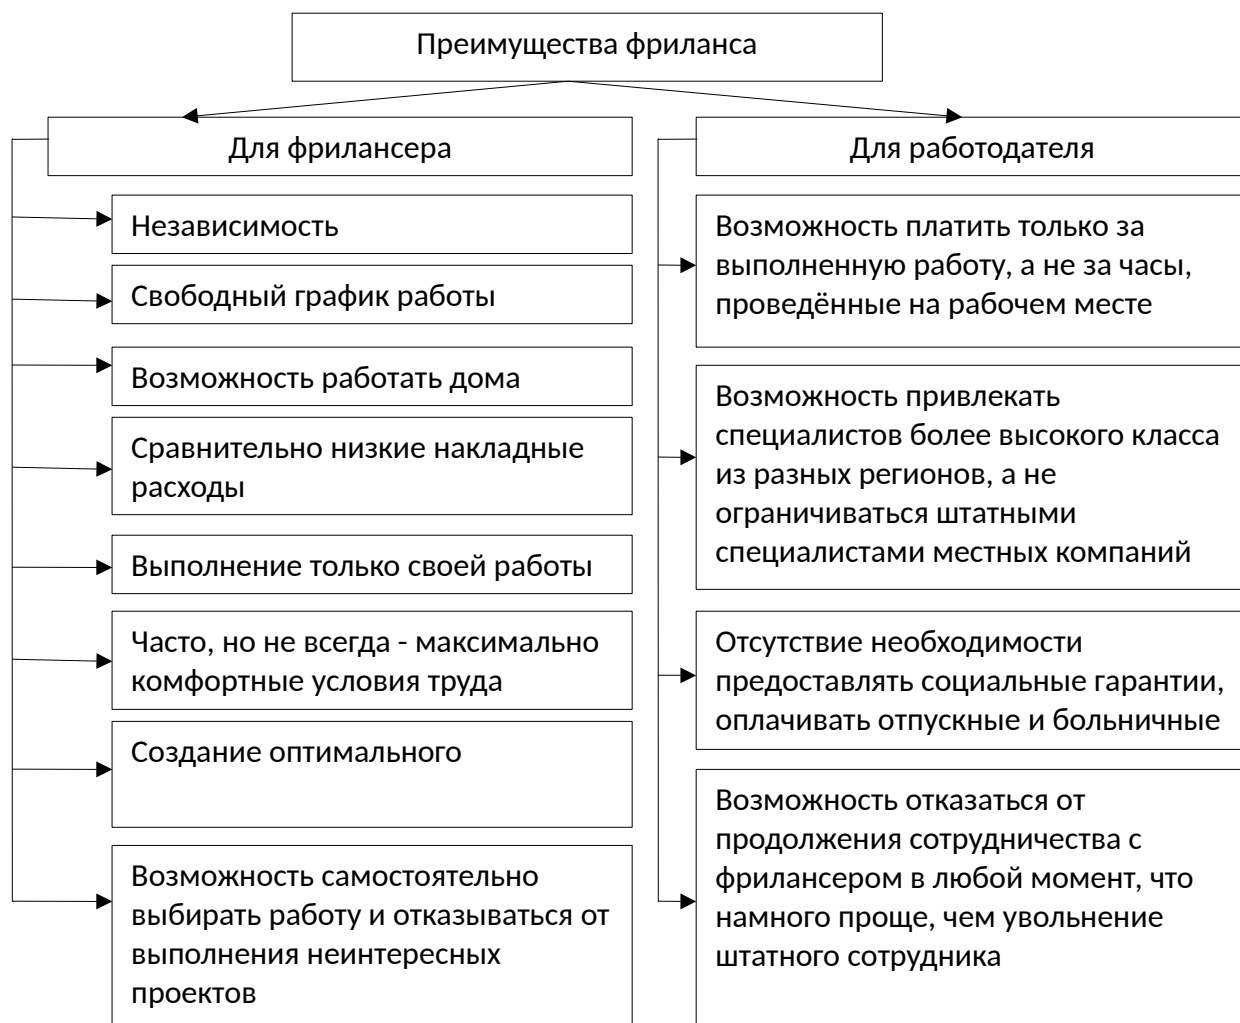 Преимущества фриланса
Для фрилансера
Независимость
Свободный график работы
Возможность работать дома
Сравнительно низкие накладные
расходы
Выполнение только своей работы
Часто, но не всегда - максимально
комфортные условия труда
Создание оптимального
Возможность самостоятельно
выбирать работу и отказываться от
выполнения неинтересных
проектов
Для работодателя
Возможность платить только за
выполненную работу, а не за часы,
проведённые на рабочем месте
Возможность привлекать
специалистов более высокого класса
из разных регионов, а не
ограничиваться штатными
специалистами местных компаний
Отсутствие необходимости
предоставлять социальные гарантии,
оплачивать отпускные и больничные
Возможность отказаться от
продолжения сотрудничества с
фрилансером в любой момент, что
намного проще, чем увольнение
штатного сотрудника